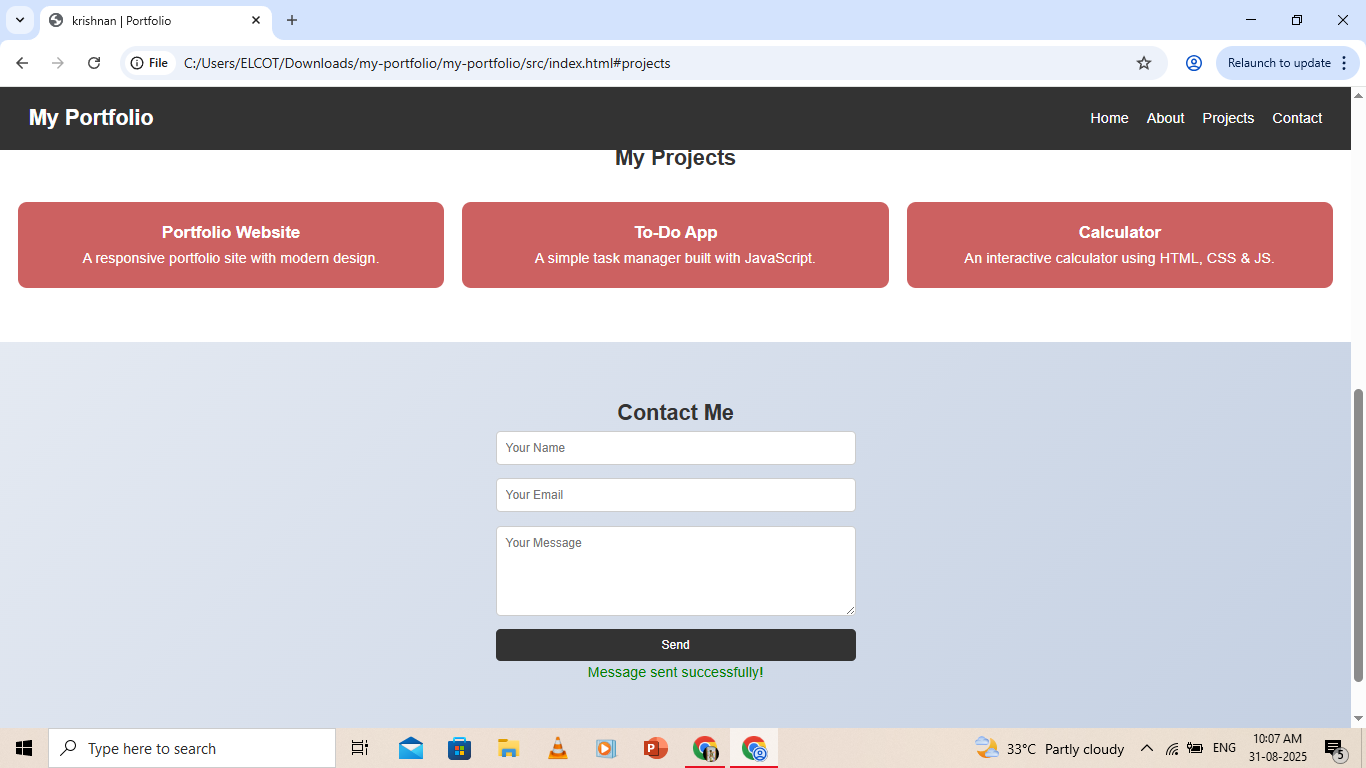 krishnan | Portfolio
File C:/Users/ELCOT/Downloads/my-portfolio/my-portfolio/src/index.html#projects Relaunch to update
My Portfolio Home About Projects Contact
My Projects
Portfolio Website
A responsive portfolio site with modern design.
To-Do App
A simple task manager built with JavaScript.
Calculator
An interactive calculator using HTML, CSS & JS.
Contact Me
Your Name
Your Email
Your Message
Send
Message sent successfully!
Type here to search
33°C Partly cloudy
ENG
10:07 AM
31-08-2025
5